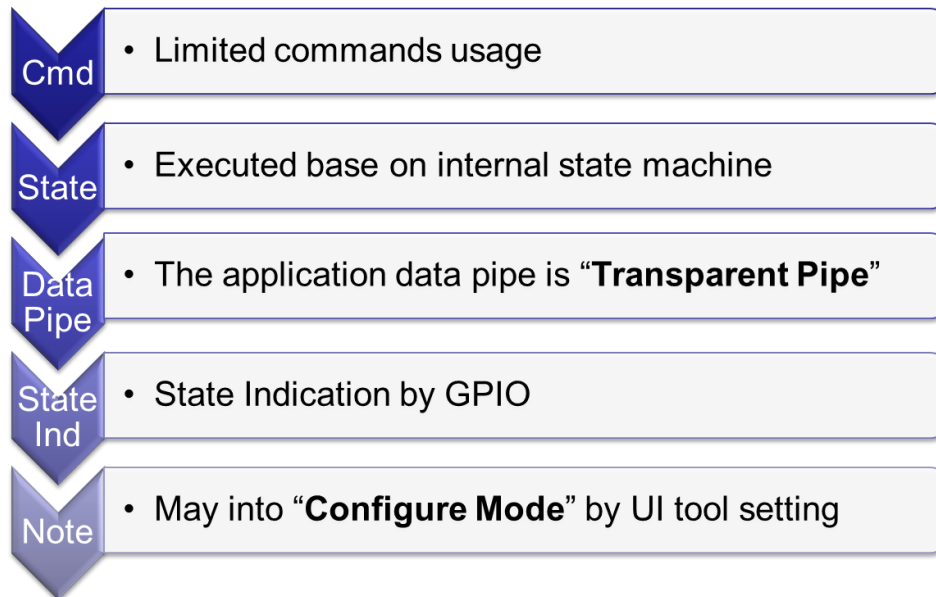 Cmd
• Limited commands usage
State
• Executed base on internal state machine
Data
Pipe
• The application data pipe is “Transparent Pipe”
State
Ind
• State Indication by GPIO
Note
• May into “Configure Mode” by UI tool setting